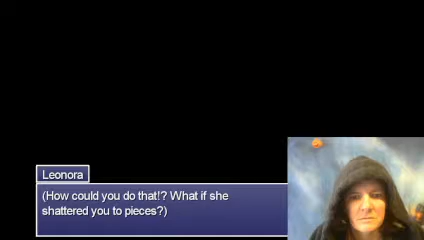 Leonora
(How could you do that!? What if she
shattered you to pieces?)